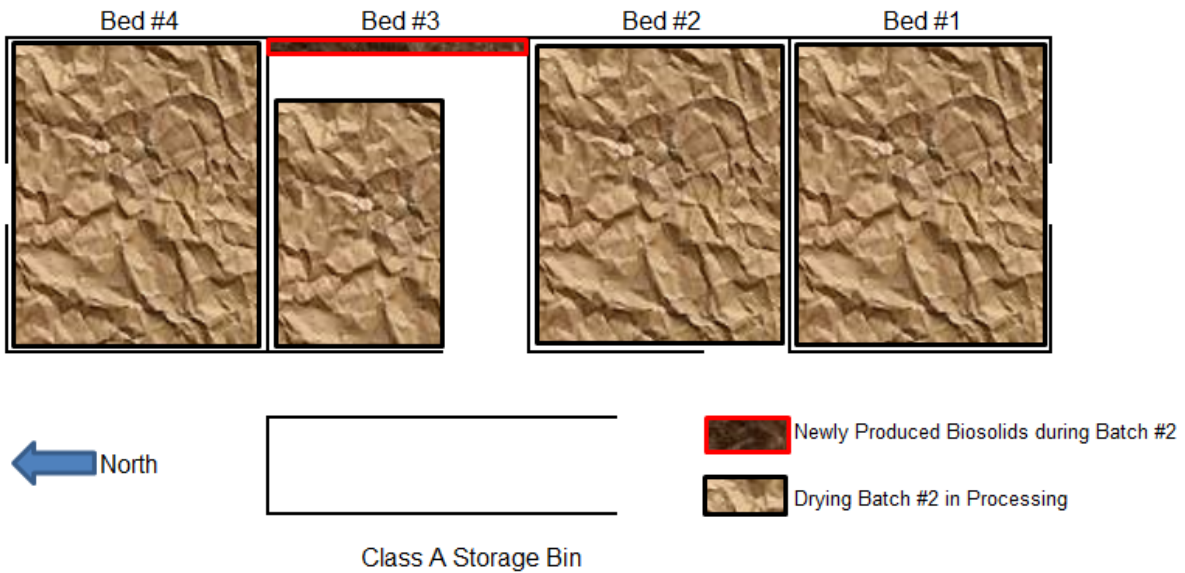 Bed #4
Bed #3
Bed #2
Bed #1
Newly Produced Biosolids during Batch #2
North
Drying Batch #2 in Processing
Class A Storage Bin